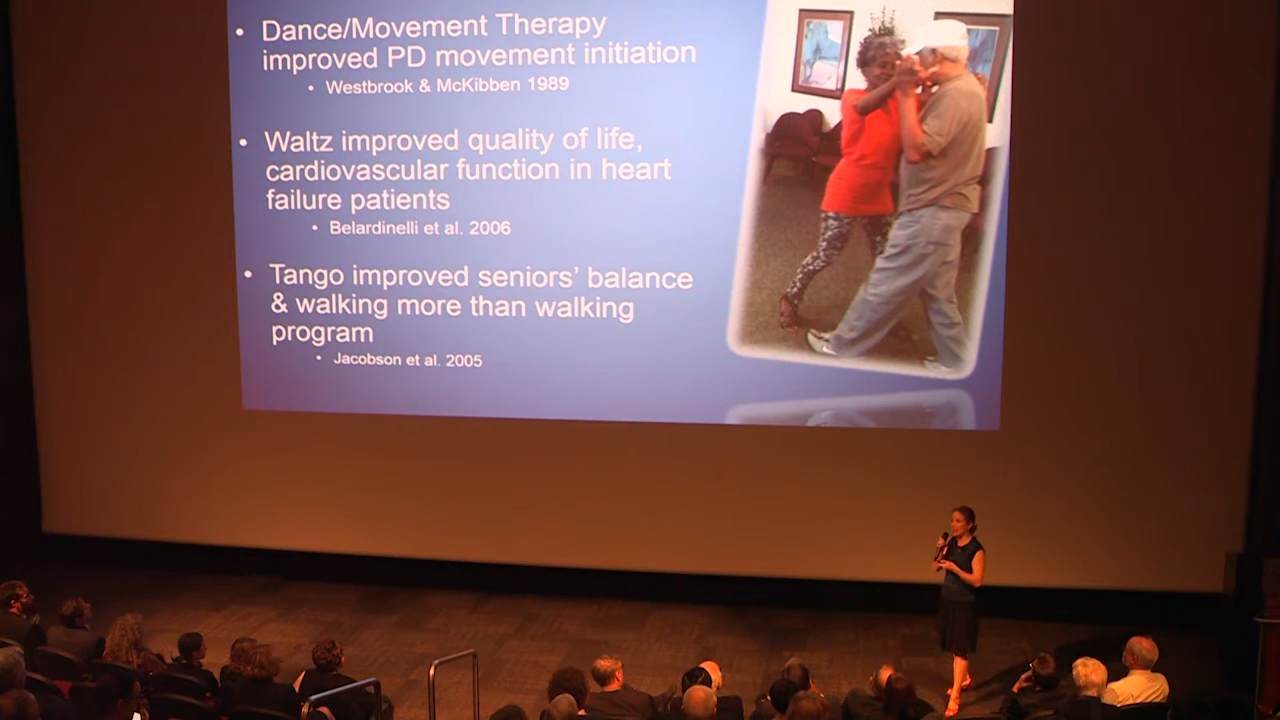 • Dance/Movement Therapy
improved PD movement initiation
• Westbrook & McKibben 1989
• Waltz improved quality of life,
cardiovascular function in heart
failure patients
• Belardinelli et al. 2006
• Tango improved seniors’ balance
& walking more than walking
program
• Jacobson et al. 2005